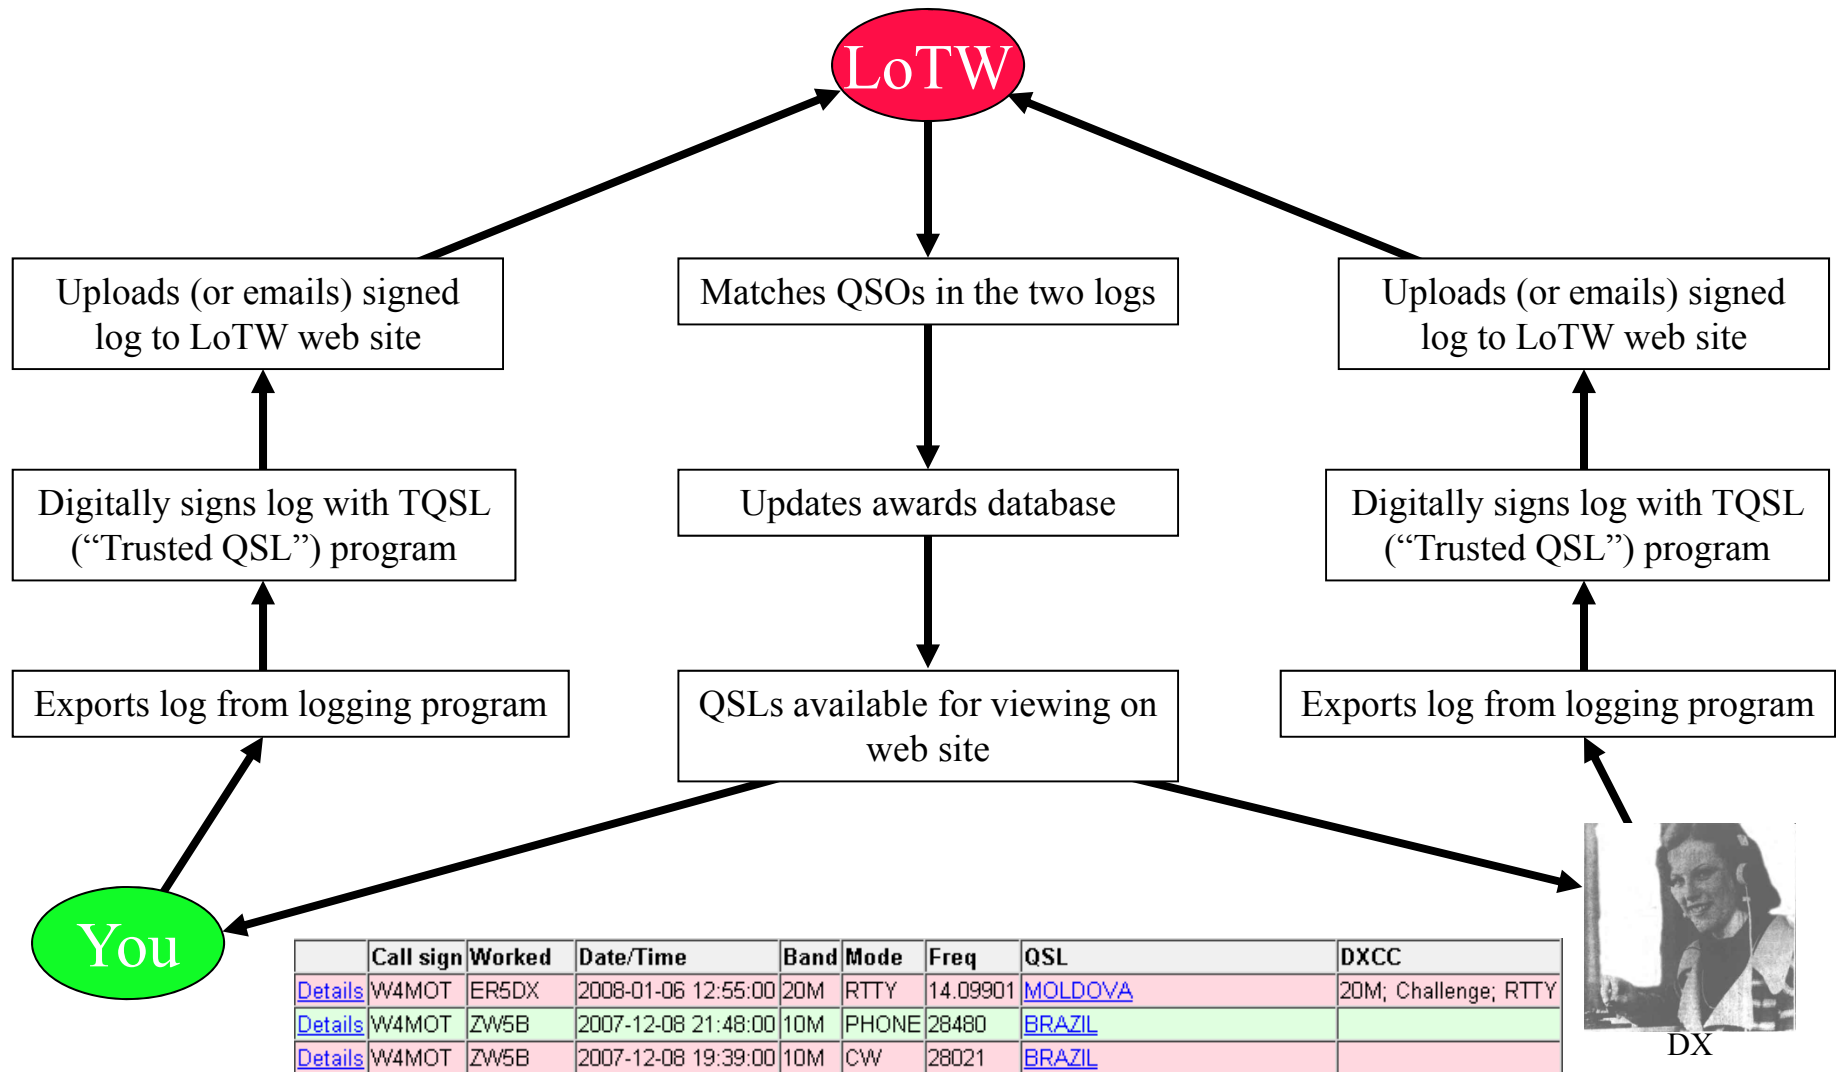 LoTW
Uploads (or emails) signed
log to LoTW web site
Matches QSOs in the two logs
Uploads (or emails) signed
log to LoTW web site
Digitally signs log with TQSL
(“Trusted QSL”) program
Updates awards database
Digitally signs log with TQSL
(“Trusted QSL”) program
Exports log from logging program
QSLs available for viewing on
web site
Exports log from logging program
You
DX
Call sign Worked Date/Time Band Mode Freq QSL DXCC
Details W4MOT ER5DX 2008-01-06 12:55:00 20M RTTY 14.09901 MOLDOVA 20M; Challenge; RTTY
Details W4MOT ZW5B 2007-12-08 21:48:00 10M PHONE 28480 BRAZIL
Details W4MOT ZW5B 2007-12-08 19:39:00 10M CW 28021 BRAZIL